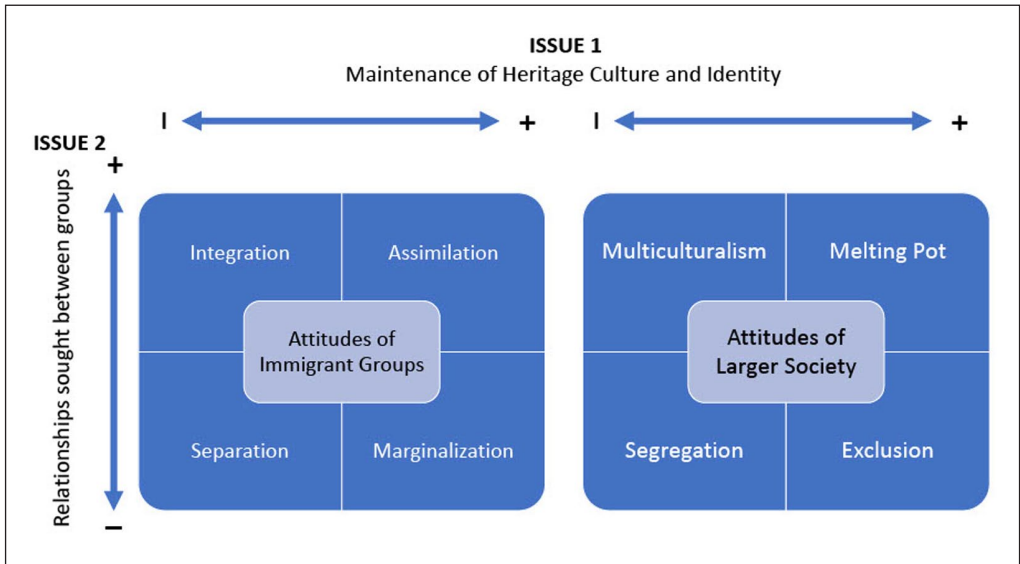 ISSUE 1
Maintenance of Heritage Culture and Identity
– +
– +
ISSUE 2
+
Relationships sought between groups
–
Integration
Assimilation
Attitudes of
Immigrant Groups
Separation
Marginalization
Multiculturalism
Melting Pot
Attitudes of
Larger Society
Segregation
Exclusion